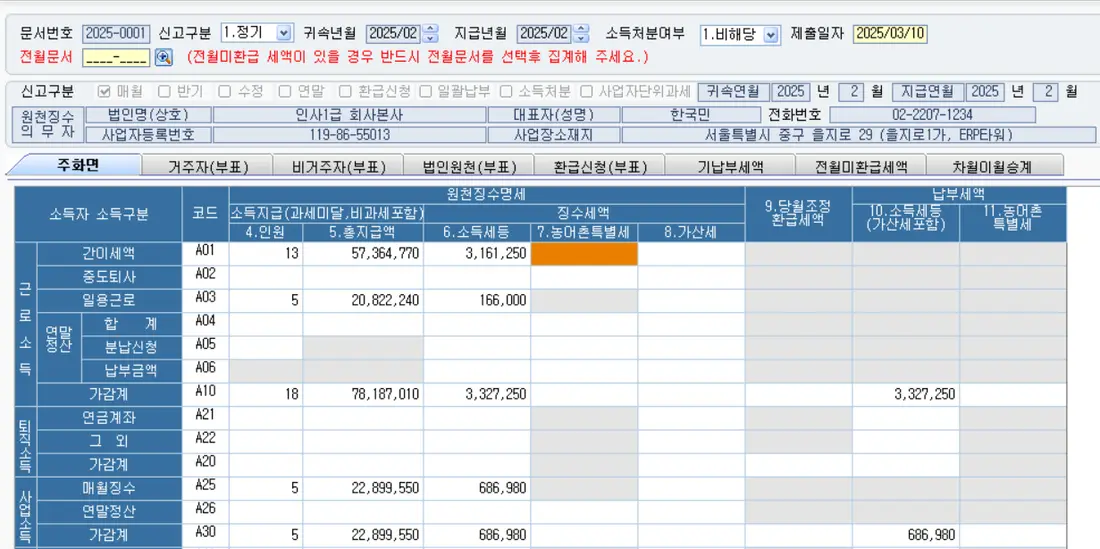 문서번호 2025-0001 신고구분 1.정기 귀속년월 2025/02 지급년월 2025/02 소득처분여부 1.비해당 제출일자 2025/03/10
전월문서 ____-____ (전월미환급 세액이 있을 경우 반드시 전월문서를 선택후 집계해 주세요.)
신고구분 매월 반기 수정 연말 환급신청 일괄납부 소득처분 사업자단위과세 귀속연월 2025 년 2 월 지급연월 2025 년 2 월
원천징수 의 무 자 법인명(상호) 인사1급 회사본사 대표자(성명) 한국민 전화번호 02-2207-1234
사업자등록번호 119-86-55013 사업장소재지 서울특별시 중구 을지로 29 (을지로1가, ERP타워)
주화면 거주자(부표) 비거주자(부표) 법인원천(부표) 환급신청(부표) 기납부세액 전월미환급세액 차월이월승계
소득자 소득구분 코드 원천징수명세 9.당월조정 환급세액 납부세액
소득지급(과세미달,비과세포함) 징수세액 10.소득세등 (가산세포함) 11.농어촌 특별세
4.인원 5.총지급액 6.소득세등 7.농어촌특별세 8.가산세
근로소득
간이세액 A01 13 57,364,770 3,161,250
중도퇴사 A02
일용근로 A03 5 20,822,240 166,000
연말 정산
합 계 A04
분납신청 A05
납부금액 A06
가감계 A10 18 78,187,010 3,327,250 3,327,250
퇴직소득
연금계좌 A21
그 외 A22
가감계 A20
사업소득
매월징수 A25 5 22,899,550 686,980
연말정산 A26
가감계 A30 5 22,899,550 686,980 686,980